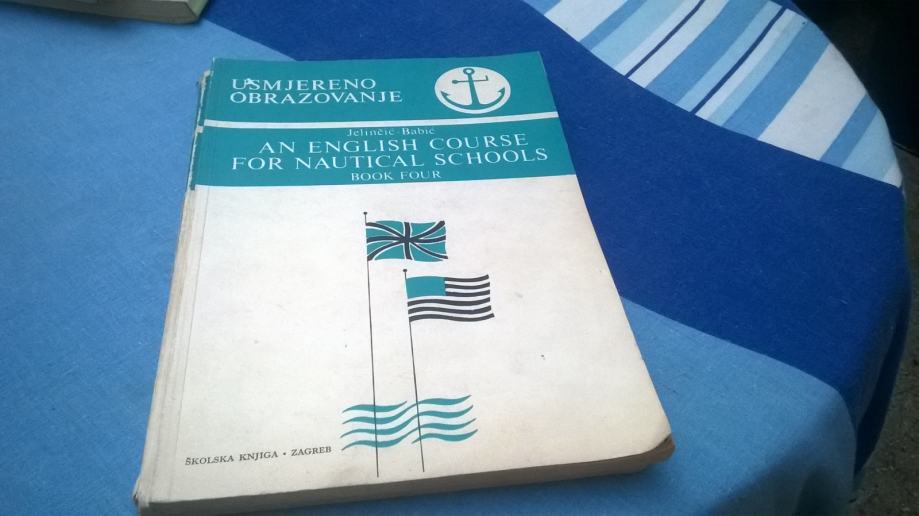 USMJERENO
OBRAZOVANJE
Jelinčić-Babić
AN ENGLISH COURSE
FOR NAUTICAL SCHOOLS
BOOK FOUR
ŠKOLSKA KNJIGA • ZAGREB